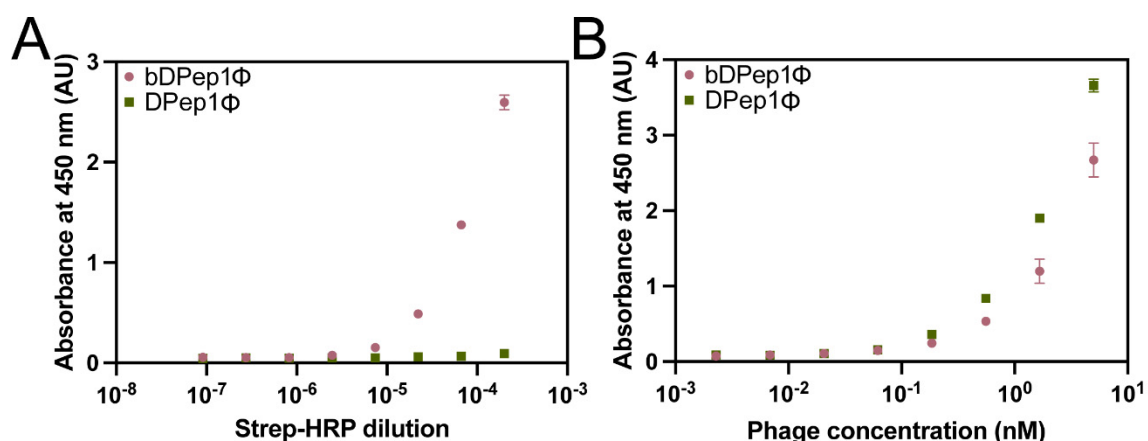 A
Absorbance at 450 nm (AU)
3
2
1
0
bDPep1Φ
DPep1Φ
10-8
10-7
10-6
10-5
10-4
10-3
Strep-HRP dilution
B
Absorbance at 450 nm (AU)
4
3
2
1
0
bDPep1Φ
DPep1Φ
10-3
10-2
10-1
100
101
Phage concentration (nM)